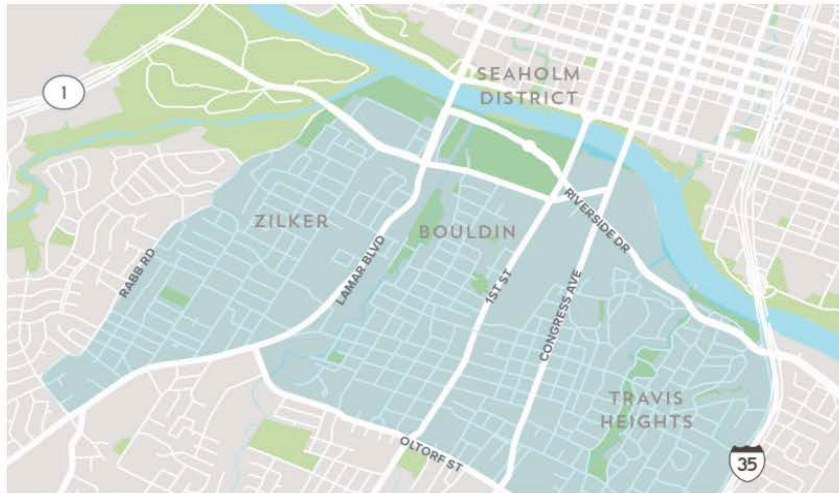 SEAHOLM
DISTRICT
1
ZILKER
BOULDIN
RIVERSIDE DR
RABB RD
LAMAR BLVD
1ST ST
CONGRESS AVE
TRAVIS
HEIGHTS
OLTORF ST
35